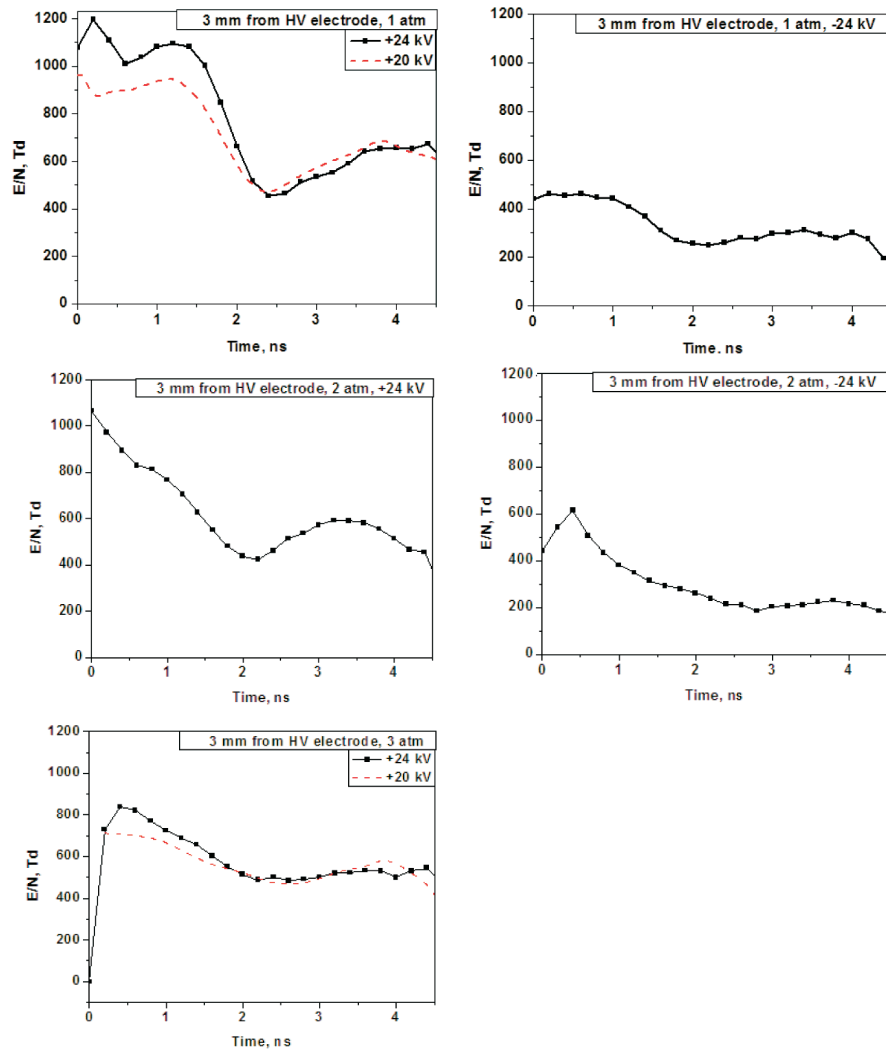 3 mm from HV electrode, 1 atm
+24 kV
+20 kV
1200
1000
800
600
400
200
0
E/N, Td
0 1 2 3 4
Time, ns
3 mm from HV electrode, 1 atm, -24 kV
1200
1000
800
600
400
200
0
E/N, Td
0 1 2 3 4
Time. ns
3 mm from HV electrode, 2 atm, +24 kV
1200
1000
800
600
400
200
0
E/N, Td
0 1 2 3 4
Time, ns
3 mm from HV electrode, 2 atm, -24 kV
1200
1000
800
600
400
200
0
E/N, Td
0 1 2 3 4
Time, ns
3 mm from HV electrode, 3 atm
+24 kV
+20 kV
1200
1000
800
600
400
200
0
E/N, Td
0 1 2 3 4
Time, ns